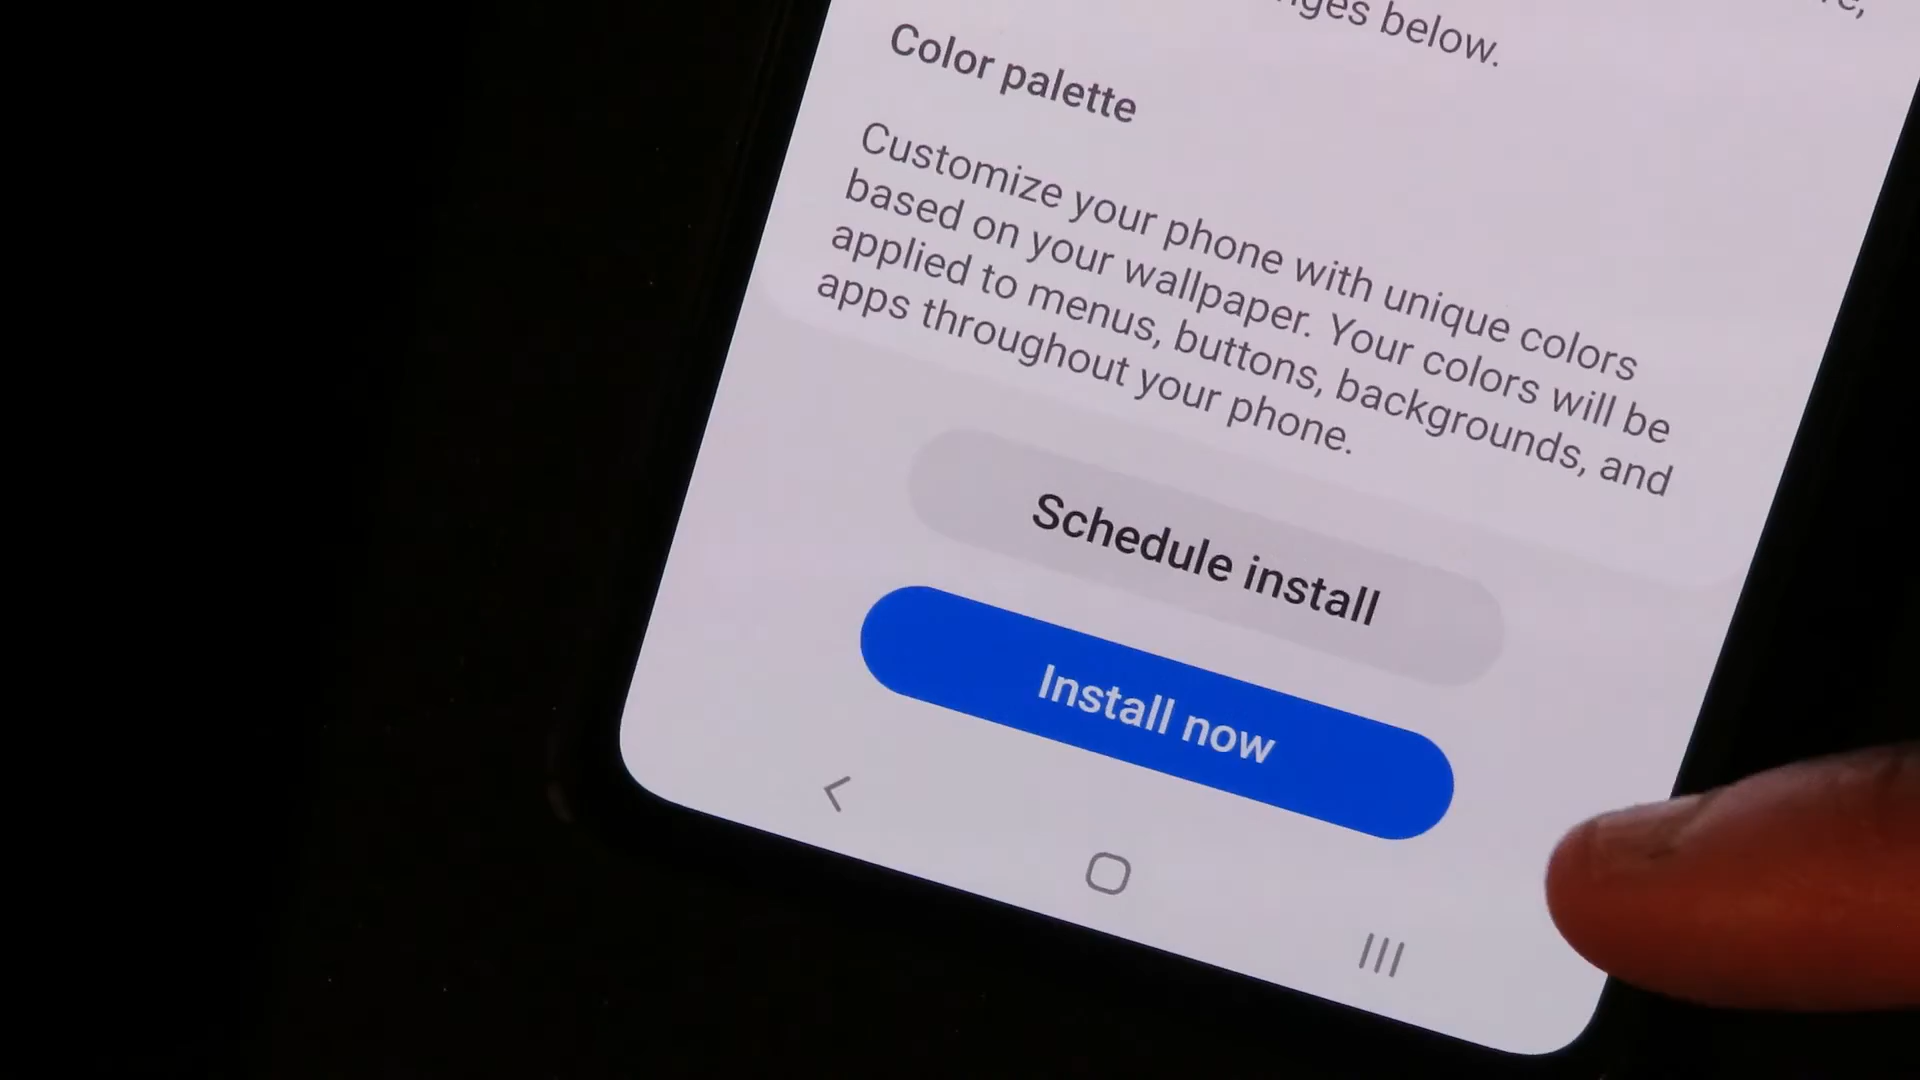 below.
Color palette
Customize your phone with unique colors
based on your wallpaper. Your colors will be
applied to menus, buttons, backgrounds, and
apps throughout your phone.
Schedule install
Install now